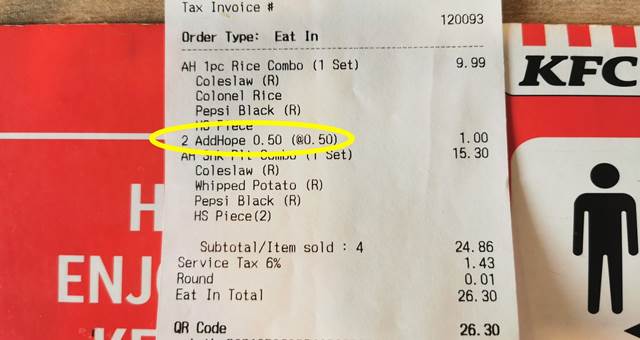 Tax Invoice #
120093
Order Type: Eat In
AH 1pc Rice Combo (1 Set) 9.99
Coleslaw (R)
Colonel Rice
Pepsi Black (R)
HS Piece
2 AddHope 0.50 (@0.50) 1.00
AH Snk Plt Combo (1 Set) 15.30
Coleslaw (R)
Whipped Potato (R)
Pepsi Black (R)
HS Piece(2)
Subtotal/Item sold : 4 24.86
Service Tax 6% 1.43
Round 0.01
Eat In Total 26.30
QR Code 26.30
KFC
H
ENJ